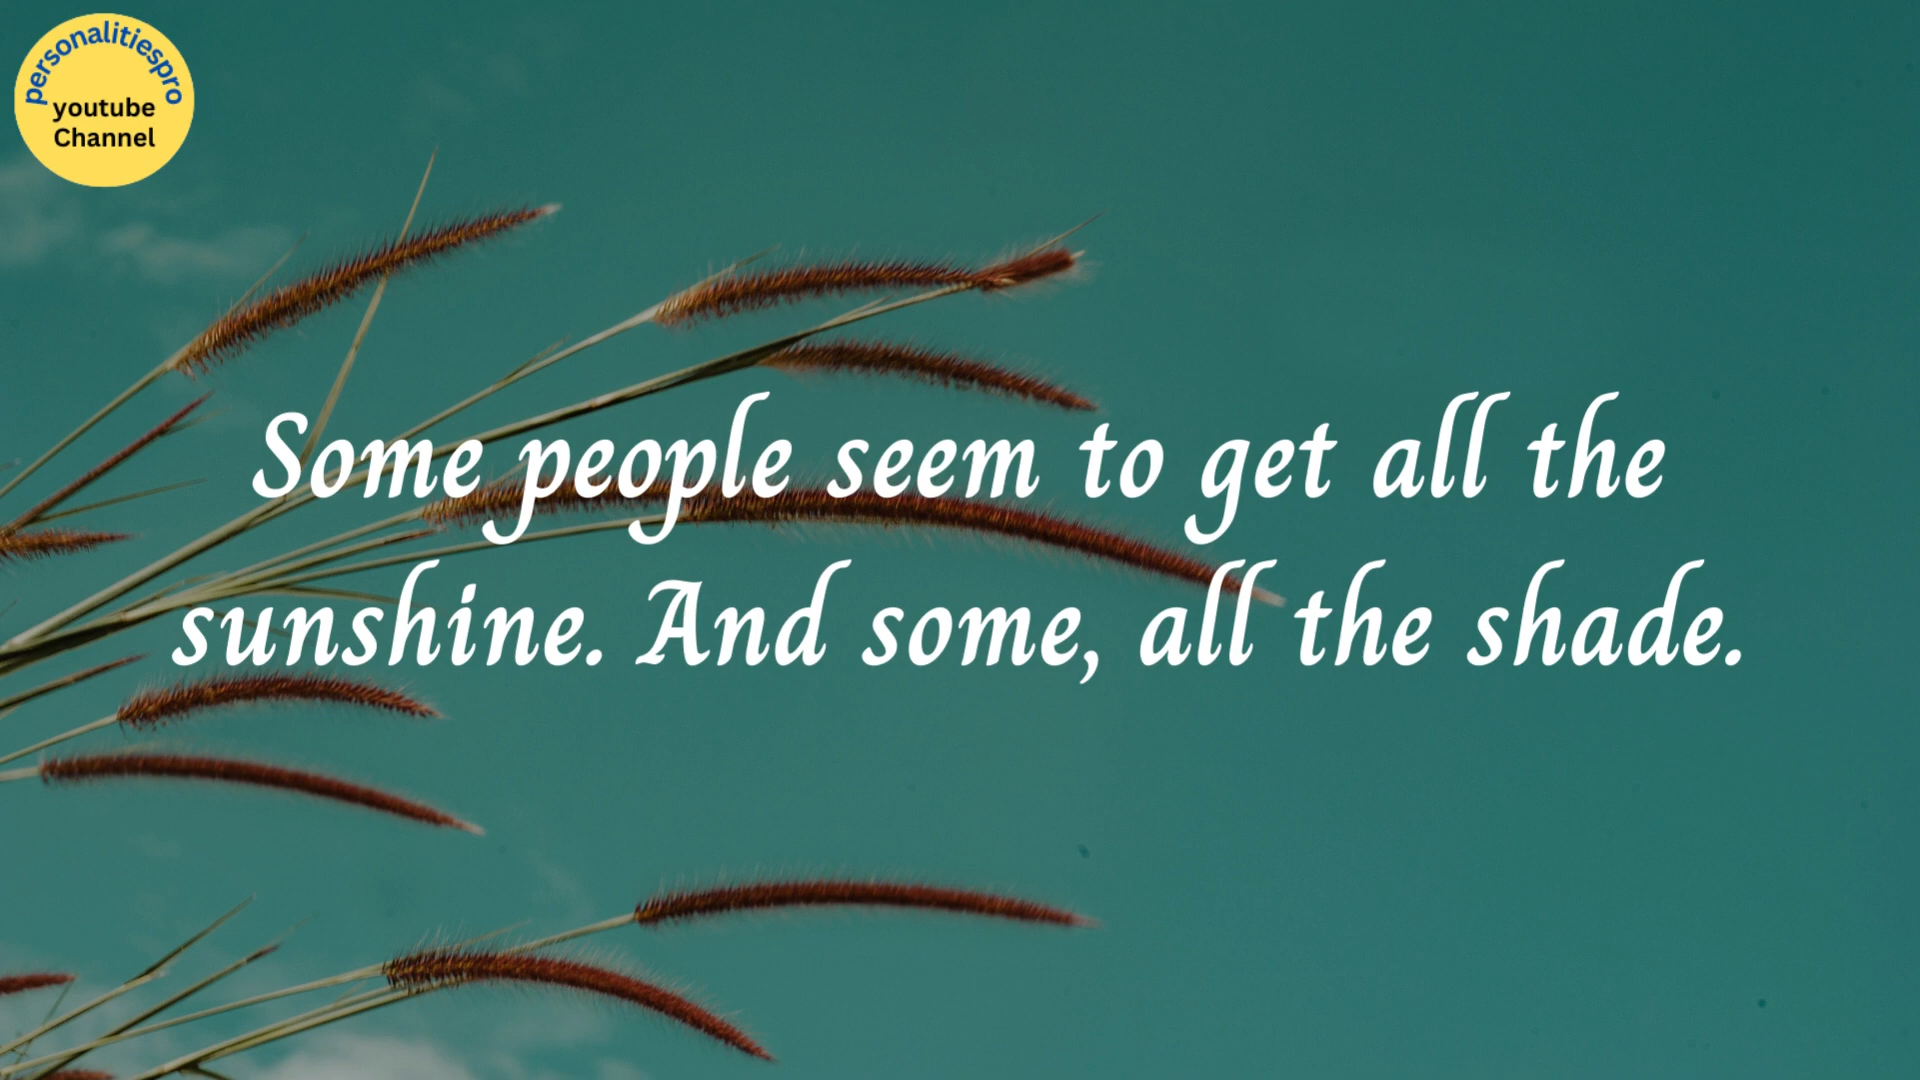 personalitiespro
youtube
Channel
Some people seem to get all the
sunshine. And some, all the shade.